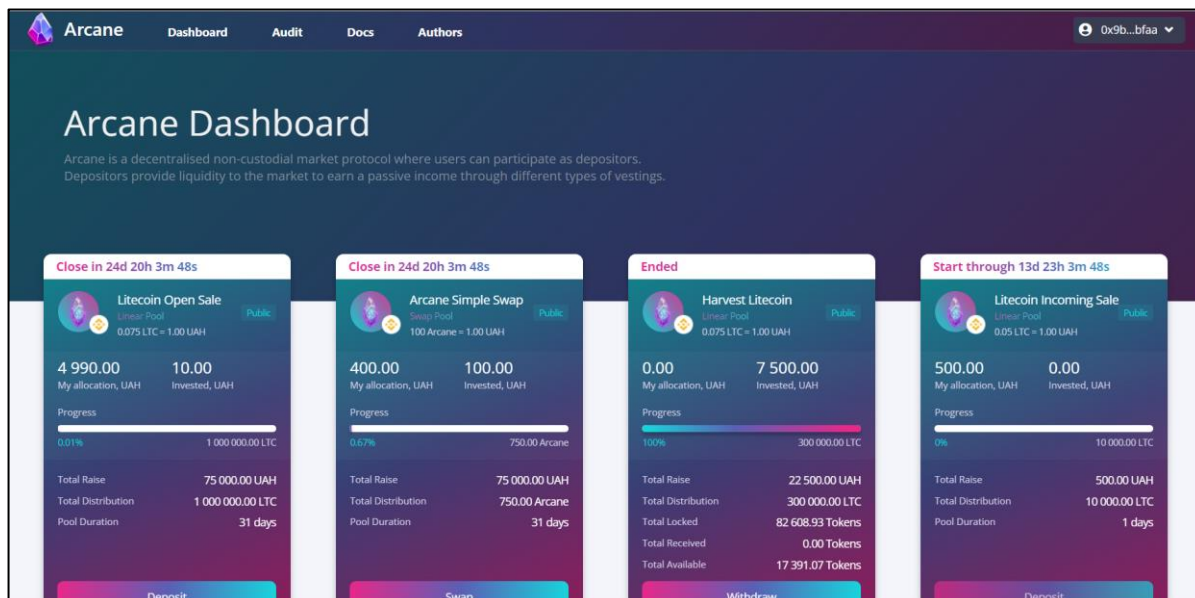 Arcane Dashboard Audit Docs Authors 0x9b...bfaa
Arcane Dashboard
Arcane is a decentralised non-custodial market protocol where users can participate as depositors.
Depositors provide liquidity to the market to earn a passive income through different types of vestings.
Close in 24d 20h 3m 48s
Litecoin Open Sale
Linear Pool
Public
0.075 LTC = 1.00 UAH
4 990.00 10.00
My allocation, UAH Invested, UAH
Progress
0.01% 1 000 000.00 LTC
Total Raise 75 000.00 UAH
Total Distribution 1 000 000.00 LTC
Pool Duration 31 days
Deposit
Close in 24d 20h 3m 48s
Arcane Simple Swap
Swap Pool
Public
100 Arcane = 1.00 UAH
400.00 100.00
My allocation, UAH Invested, UAH
Progress
0.67% 750.00 Arcane
Total Raise 75 000.00 UAH
Total Distribution 750.00 Arcane
Pool Duration 31 days
Swap
Ended
Harvest Litecoin
Linear Pool
Public
0.075 LTC = 1.00 UAH
0.00 7 500.00
My allocation, UAH Invested, UAH
Progress
100% 300 000.00 LTC
Total Raise 22 500.00 UAH
Total Distribution 300 000.00 LTC
Total Locked 82 608.93 Tokens
Total Received 0.00 Tokens
Total Available 17 391.07 Tokens
Withdraw
Start through 13d 23h 3m 48s
Litecoin Incoming Sale
Linear Pool
Public
0.05 LTC = 1.00 UAH
500.00 0.00
My allocation, UAH Invested, UAH
Progress
0% 10 000.00 LTC
Total Raise 500.00 UAH
Total Distribution 10 000.00 LTC
Pool Duration 1 days
Deposit